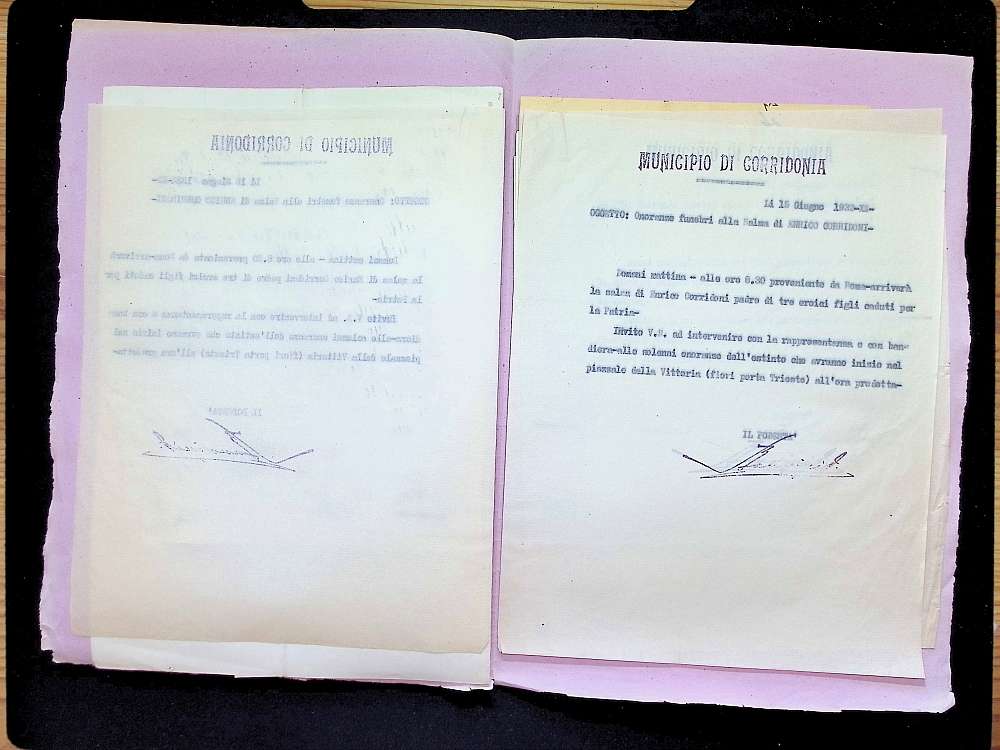 MUNICIPIO DI CORRIDONIA
Li 15 Giugno 1932-XX-
OGGETTO: Onoranze funebri alla Salma di ENRICO CORRIDONI-
Domani mattina - alle ore 6.30 proveniente da Roma-arriverà
la salma di Enrico Corridoni padre di tre eroici figli caduti per
la Patria-
Invito V.S. ad intervenire con la rappresentanza e con ban-
diera-alle solenni onoranze dell'estinto che avranno inizio nel
piazzale della Vittoria (fiori porta Trieste) all'ora predetta-
IL PODESTA'